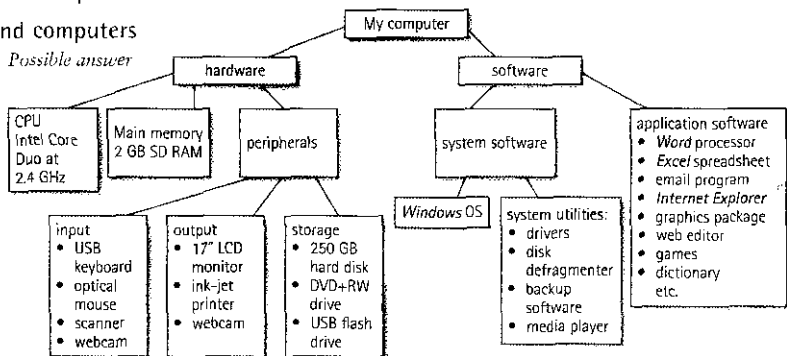 nd computers
Possible answer
My computer
hardware
software
CPU
Intel Core
Duo at
2.4 GHz
Main memory
2 GB SD RAM
peripherals
system software
application software
• Word processor
• Excel spreadsheet
• email program
• Internet Explorer
• graphics package
• web editor
• games
• dictionary
etc.
input
• USB
keyboard
• optical
mouse
• scanner
• webcam
output
• 17" LCD
monitor
• ink-jet
printer
• webcam
storage
• 250 GB
hard disk
• DVD+RW
drive
• USB flash
drive
Windows OS
system utilities:
• drivers
• disk
defragmenter
• backup
software
• media player